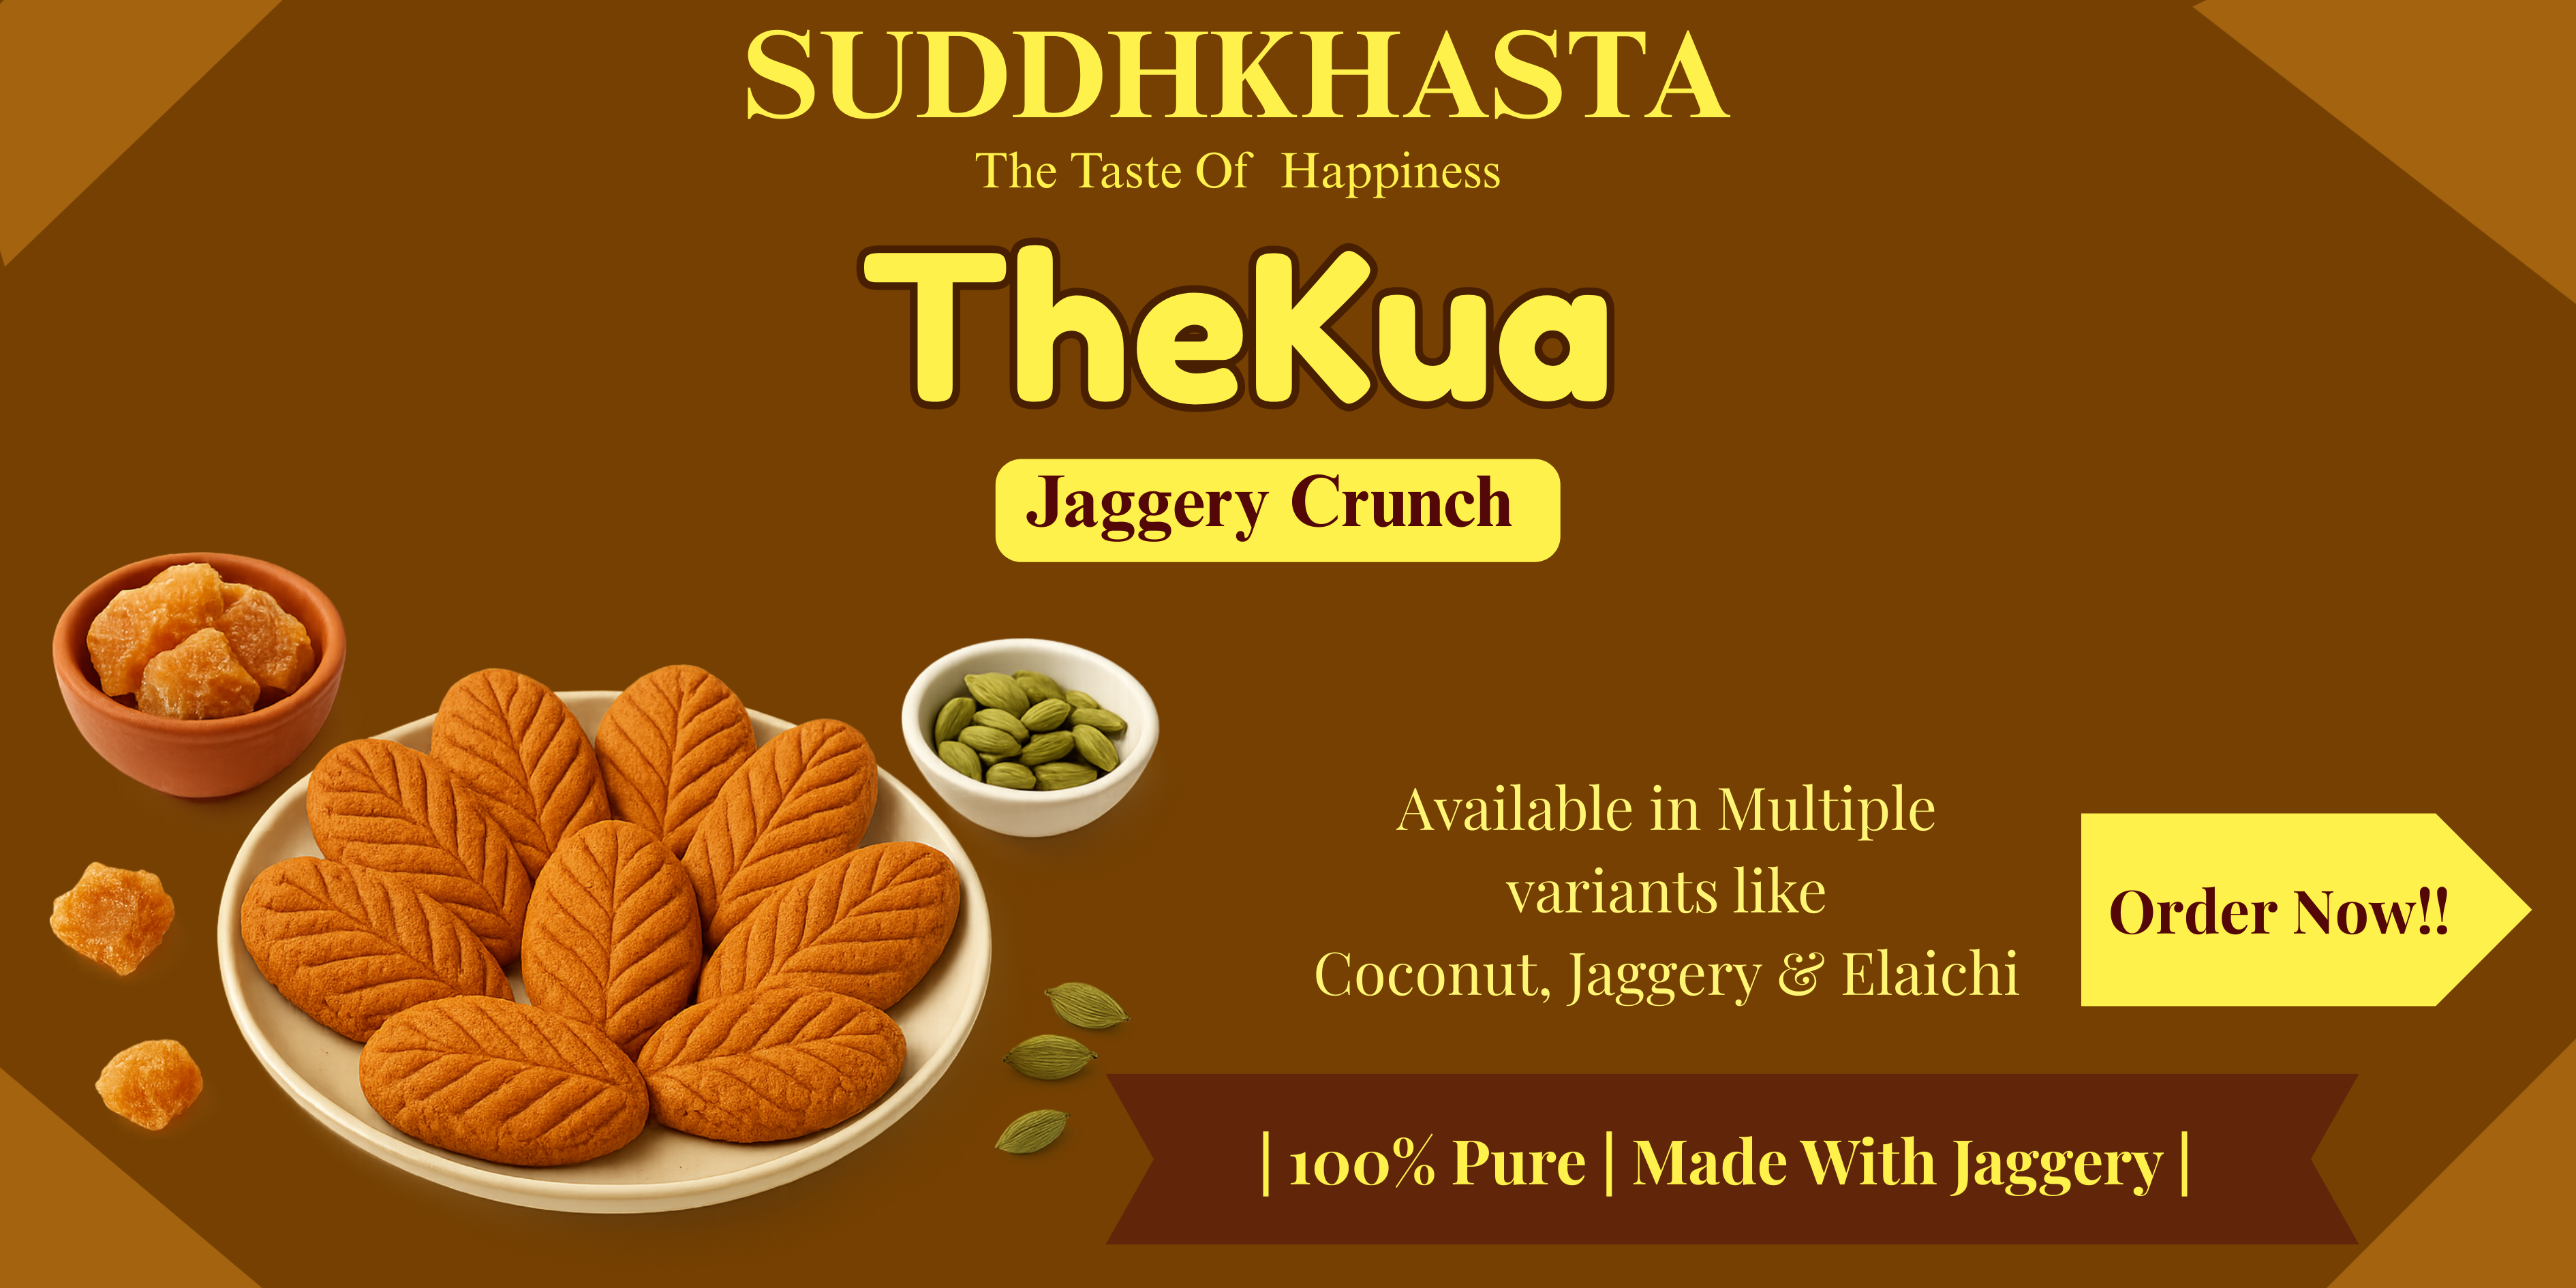 SUDDHKHASTA
The Taste Of Happiness
TheKua
Jaggery Crunch
Available in Multiple
variants like
Coconut, Jaggery & Elaichi
Order Now!!
| 100% Pure | Made With Jaggery |